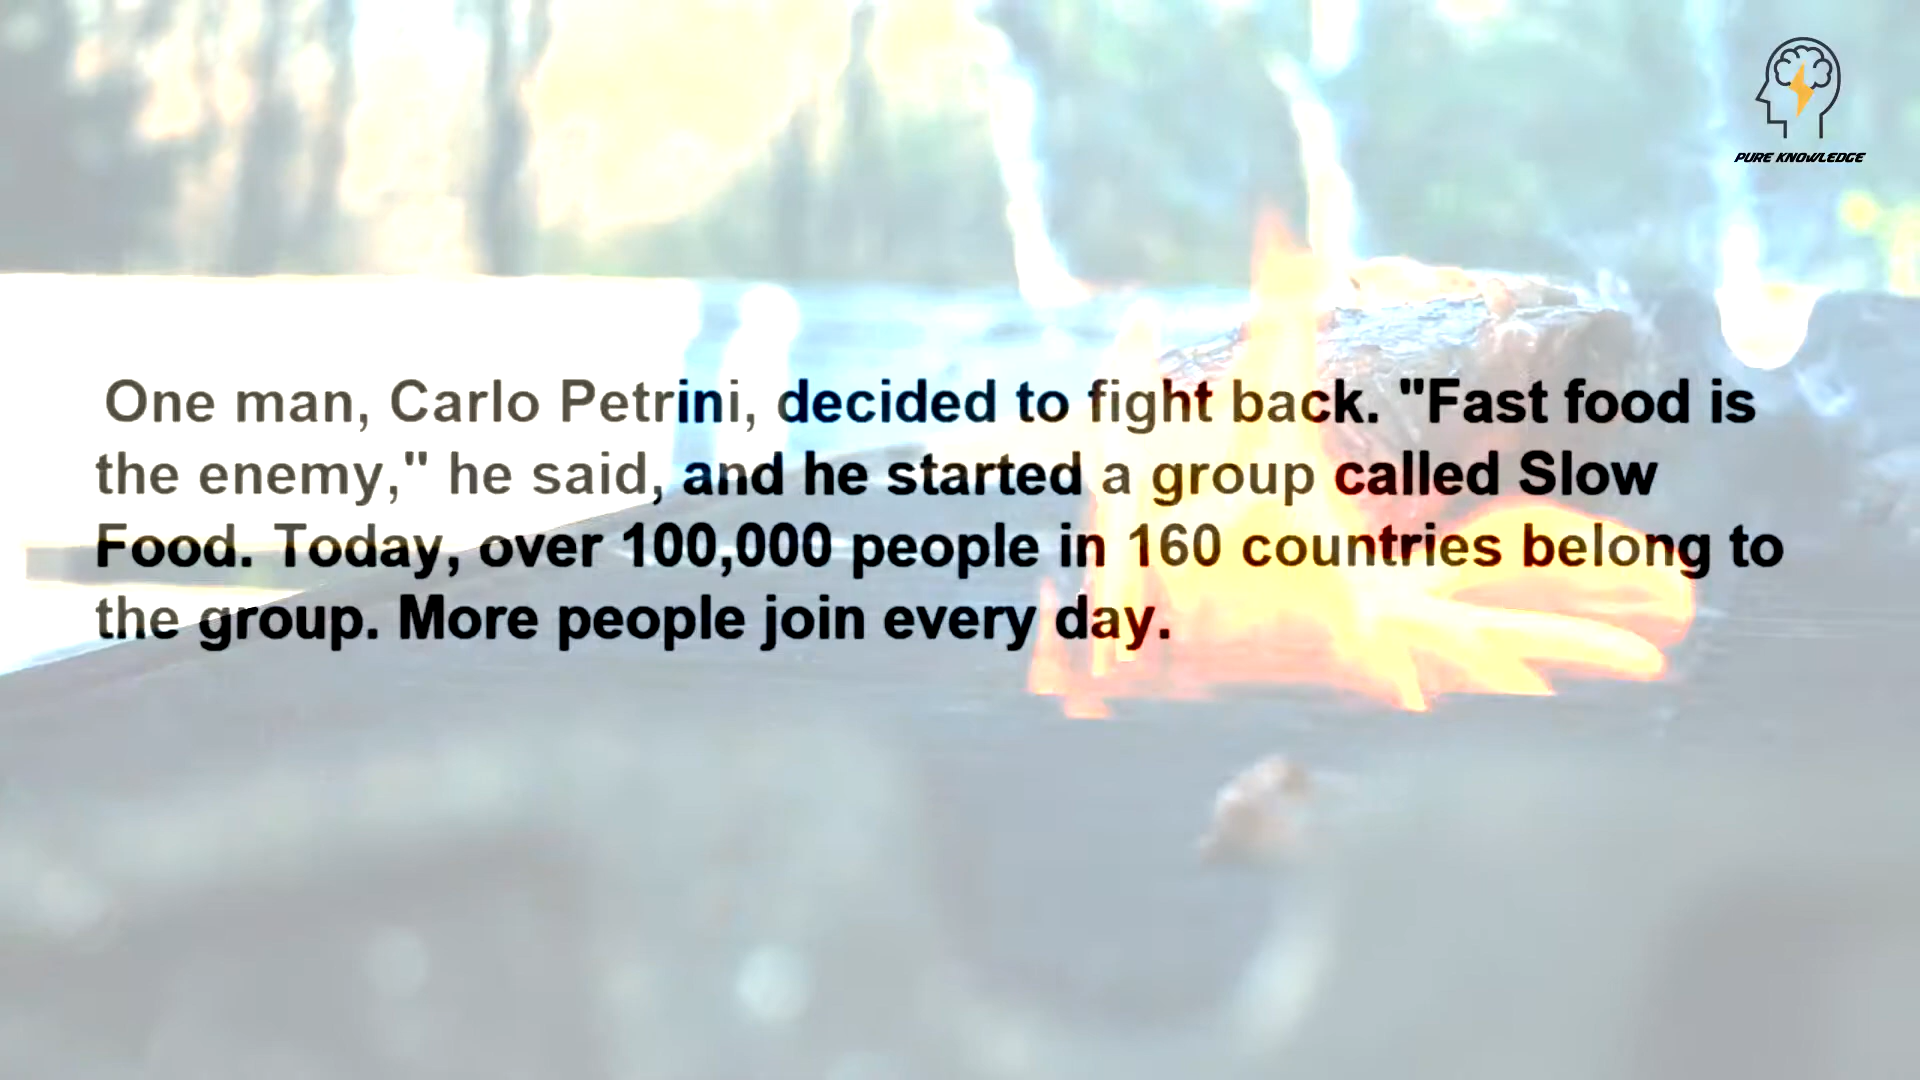 PURE KNOWLEDGE
One man, Carlo Petrini, decided to fight back. "Fast food is
the enemy," he said, and he started a group called Slow
Food. Today, over 100,000 people in 160 countries belong to
the group. More people join every day.